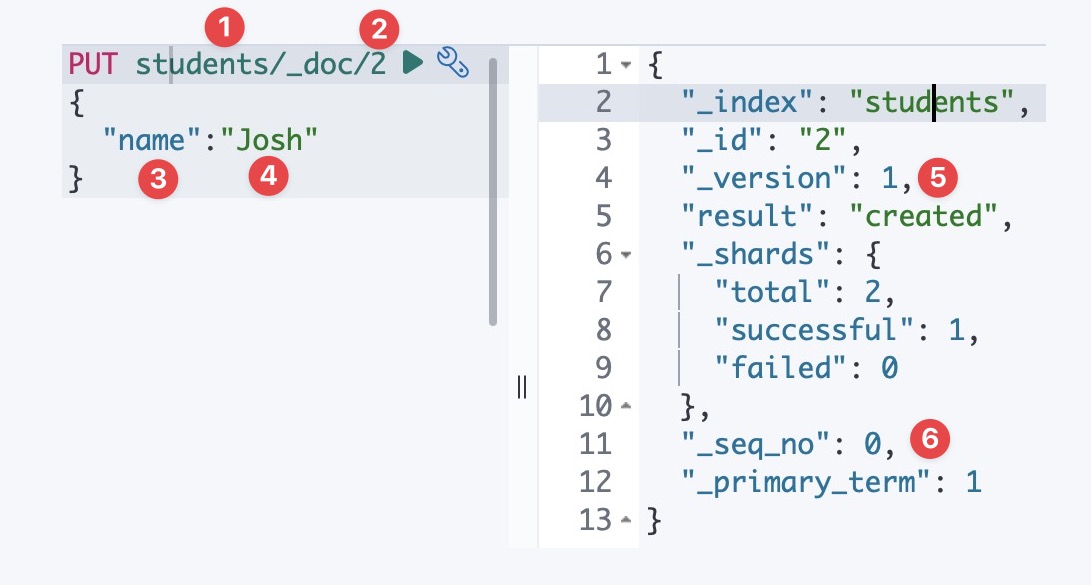 1 2
PUT students/_doc/2
{
"name":"Josh"
} 3 4
1 {
2 "_index": "students",
3 "_id": "2",
4 "_version": 1, 5
5 "result": "created",
6 "_shards": {
7 "total": 2,
8 "successful": 1,
9 "failed": 0
10 },
11 "_seq_no": 0, 6
12 "_primary_term": 1
13 }